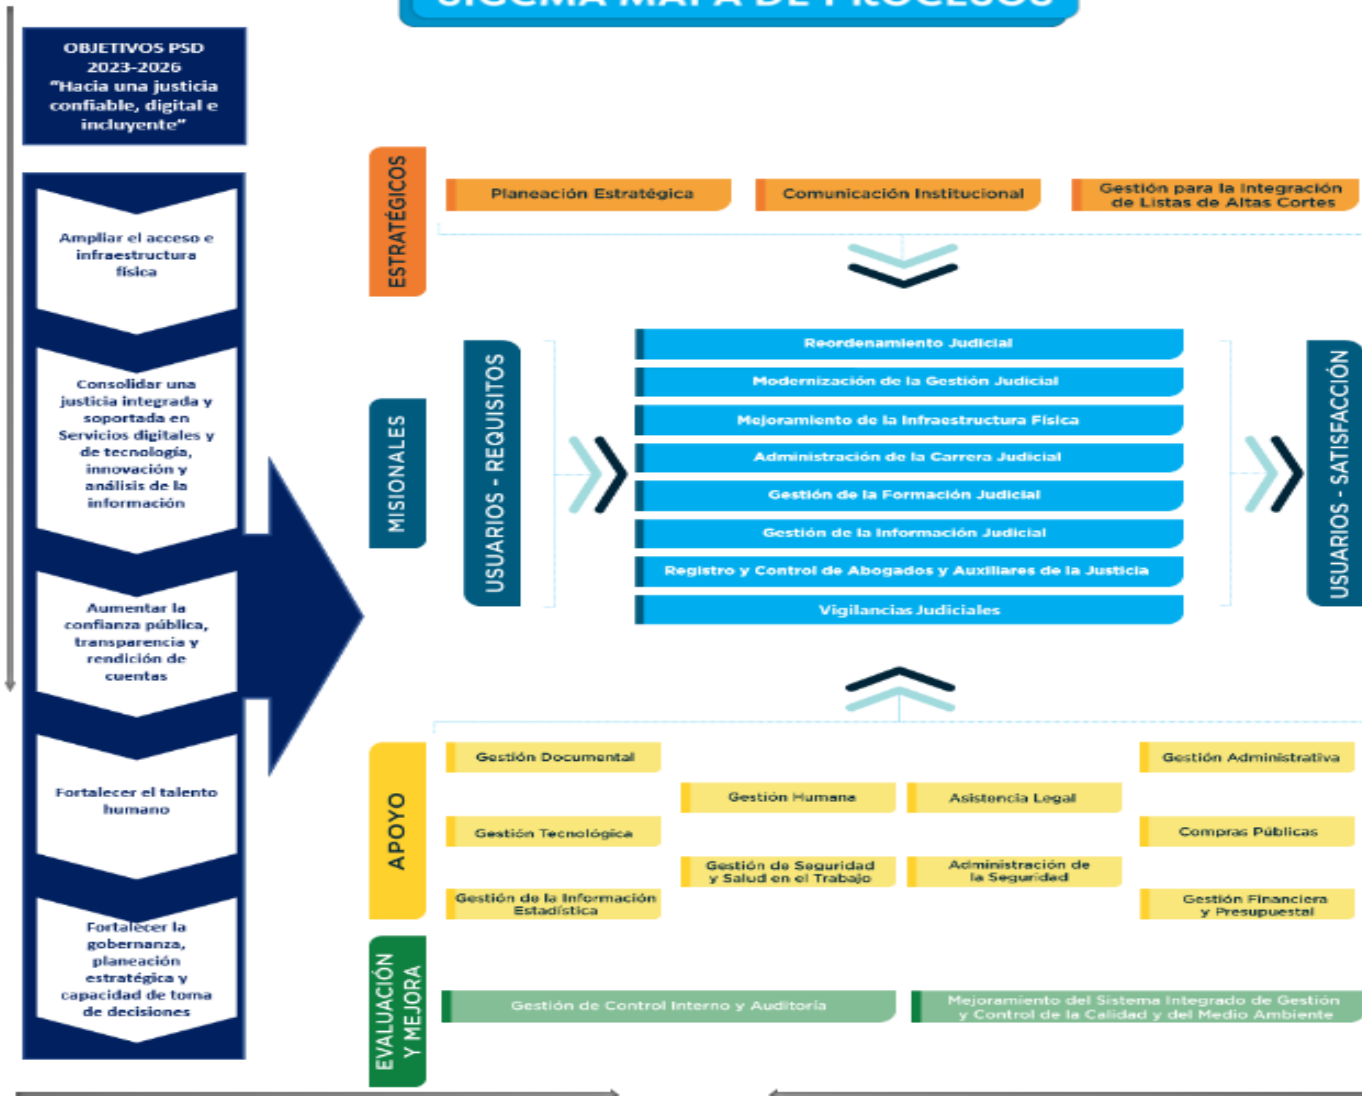 SIGCMA MAPA DE PROCESOS
OBJETIVOS PSD
2023-2026
“Hacia una justicia
confiable, digital e
incluyente”
Ampliar el acceso e
infraestructura
física
Consolidar una
justicia integrada y
soportada en
Servicios digitales y
de tecnología,
innovación y
análisis de la
información
Aumentar la
confianza pública,
transparencia y
rendición de
cuentas
Fortalecer el talento
humano
Fortalecer la
gobernanza,
planeación
estratégica y
capacidad de toma
de decisiones
ESTRATÉGICOS
Planeación Estratégica
Comunicación Institucional
Gestión para la Integración
de Listas de Altas Cortes
MISIONALES
USUARIOS - REQUISITOS
Reordenamiento Judicial
Modernización de la Gestión Judicial
Mejoramiento de la Infraestructura Física
Administración de la Carrera Judicial
Gestión de la Formación Judicial
Gestión de la Información Judicial
Registro y Control de Abogados y Auxiliares de la Justicia
Vigilancias Judiciales
USUARIOS - SATISFACCIÓN
APOYO
Gestión Documental
Gestión Tecnológica
Gestión de la Información
Estadística
Gestión Humana
Gestión de Seguridad
y Salud en el Trabajo
Asistencia Legal
Administración de
la Seguridad
Gestión Administrativa
Compras Públicas
Gestión Financiera
y Presupuestal
EVALUACIÓN
Y MEJORA
Gestión de Control Interno y Auditoría
Mejoramiento del Sistema Integrado de Gestión
y Control de la Calidad y del Medio Ambiente